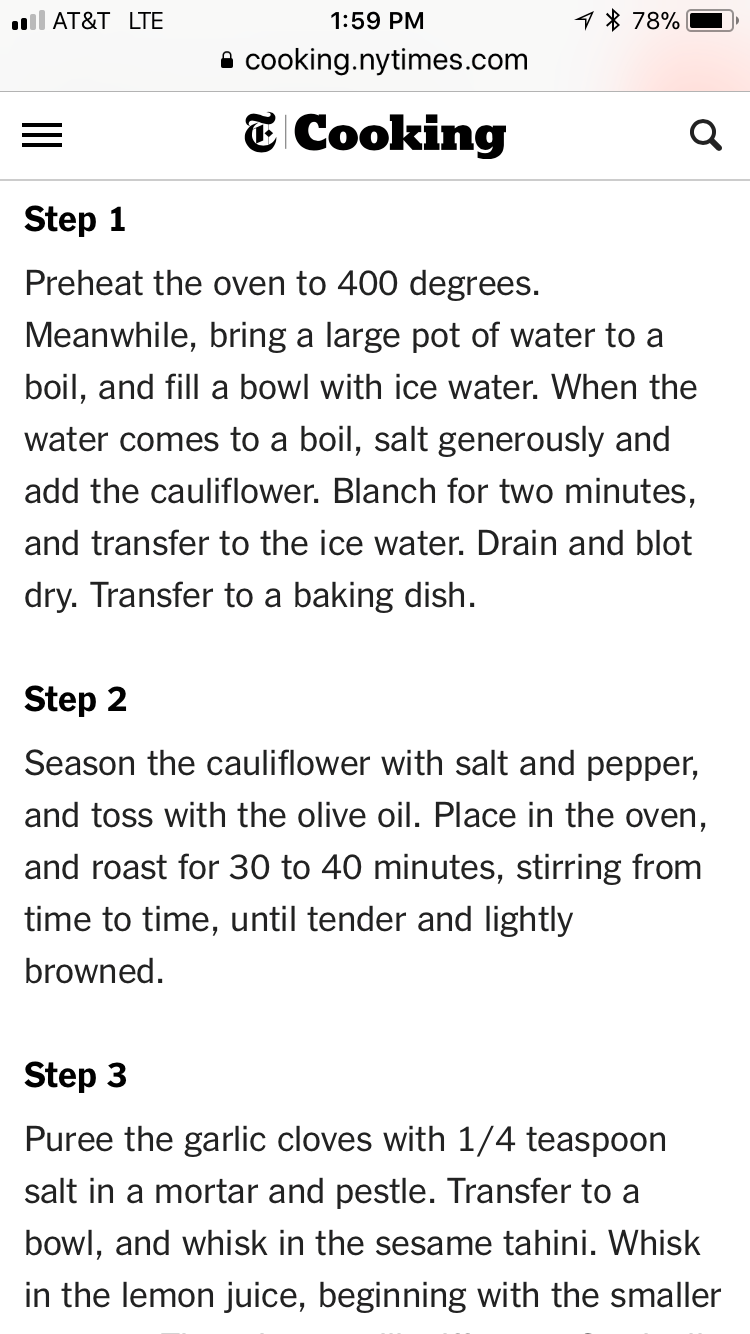 AT&T LTE 1:59 PM 78%
cooking.nytimes.com
T Cooking
Step 1
Preheat the oven to 400 degrees.
Meanwhile, bring a large pot of water to a
boil, and fill a bowl with ice water. When the
water comes to a boil, salt generously and
add the cauliflower. Blanch for two minutes,
and transfer to the ice water. Drain and blot
dry. Transfer to a baking dish.
Step 2
Season the cauliflower with salt and pepper,
and toss with the olive oil. Place in the oven,
and roast for 30 to 40 minutes, stirring from
time to time, until tender and lightly
browned.
Step 3
Puree the garlic cloves with 1/4 teaspoon
salt in a mortar and pestle. Transfer to a
bowl, and whisk in the sesame tahini. Whisk
in the lemon juice, beginning with the smaller